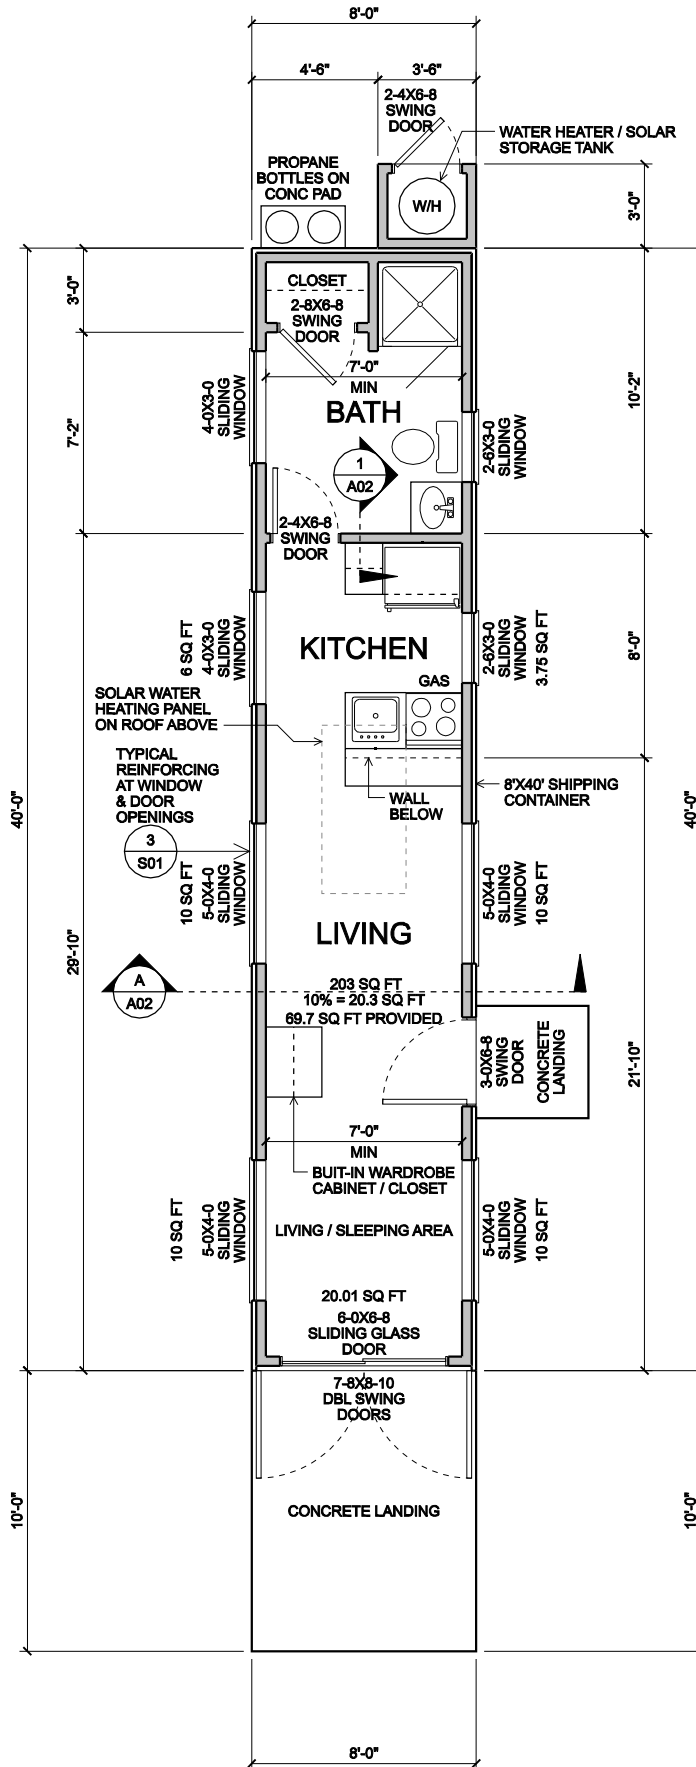 8'-0"
4'-6"
3'-6"
2-4X6-8
SWING
DOOR
WATER HEATER / SOLAR
STORAGE TANK
PROPANE
BOTTLES ON
CONC PAD
W/H
3'-0"
3'-0"
CLOSET
2-8X6-8
SWING
DOOR
7'-0"
MIN
BATH
4-0X3-0
SLIDING
WINDOW
7'-2"
10'-2"
2-6X3-0
SLIDING
WINDOW
1
A02
2-4X6-8
SWING
DOOR
KITCHEN
6 SQ FT
4-0X3-0
SLIDING
WINDOW
2-6X3-0
SLIDING
WINDOW
3.75 SQ FT
8'-0"
GAS
SOLAR WATER
HEATING PANEL
ON ROOF ABOVE
TYPICAL
REINFORCING
AT WINDOW
& DOOR
OPENINGS
WALL
BELOW
8'X40' SHIPPING
CONTAINER
40'-0"
40'-0"
3
S01
10 SQ FT
5-0X4-0
SLIDING
WINDOW
5-0X4-0
SLIDING
WINDOW
10 SQ FT
LIVING
29'-10"
A
A02
203 SQ FT
10% = 20.3 SQ FT
69.7 SQ FT PROVIDED
3-0X6-8
SWING
DOOR
CONCRETE
LANDING
21'-10"
7'-0"
MIN
BUIT-IN WARDROBE
CABINET / CLOSET
10 SQ FT
5-0X4-0
SLIDING
WINDOW
LIVING / SLEEPING AREA
5-0X4-0
SLIDING
WINDOW
10 SQ FT
20.01 SQ FT
6-0X6-8
SLIDING GLASS
DOOR
7-8X8-10
DBL SWING
DOORS
10'-0"
CONCRETE LANDING
10'-0"
8'-0"